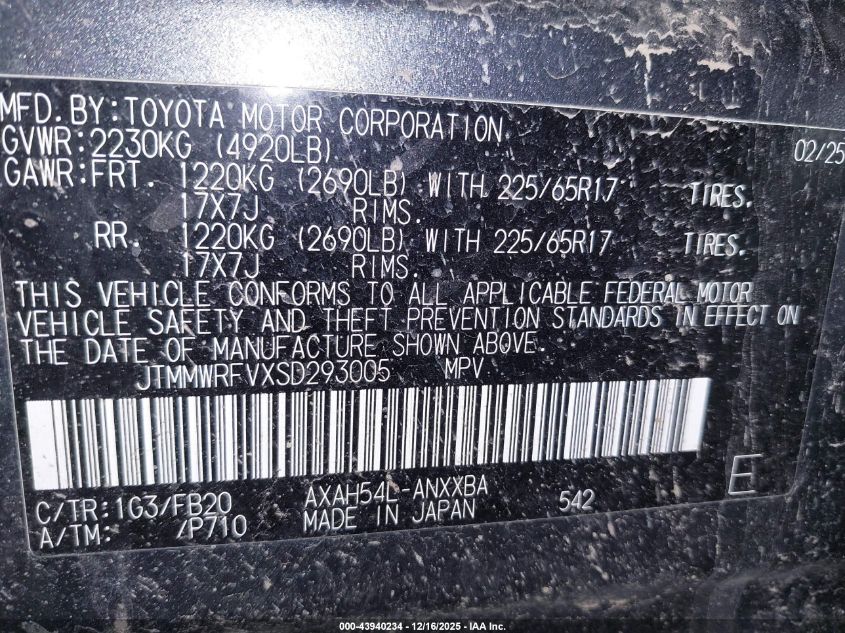 MFD.BY:TOYOTA MOTOR CORPORATION 02/25
GVWR:2230KG (4920LB)
GAWR:FRT. 1220KG (2690LB) WITH 225/65R17 TIRES.
17X7J RIMS.
RR. 1220KG (2690LB) WITH 225/65R17 TIRES.
17X7J RIMS.
THIS VEHICLE CONFORMS TO ALL APPLICABLE FEDERAL MOTOR
VEHICLE SAFETY AND THEFT PREVENTION STANDARDS IN EFFECT ON
THE DATE OF MANUFACTURE SHOWN ABOVE.
JTMMWRFVXSD293005 MPV
C/TR:1G3/FB20 AXAH54L-ANXXBA 542 E
A/TM: /P710 MADE IN JAPAN
000-43940234 - 12/16/2025 - IAA Inc.